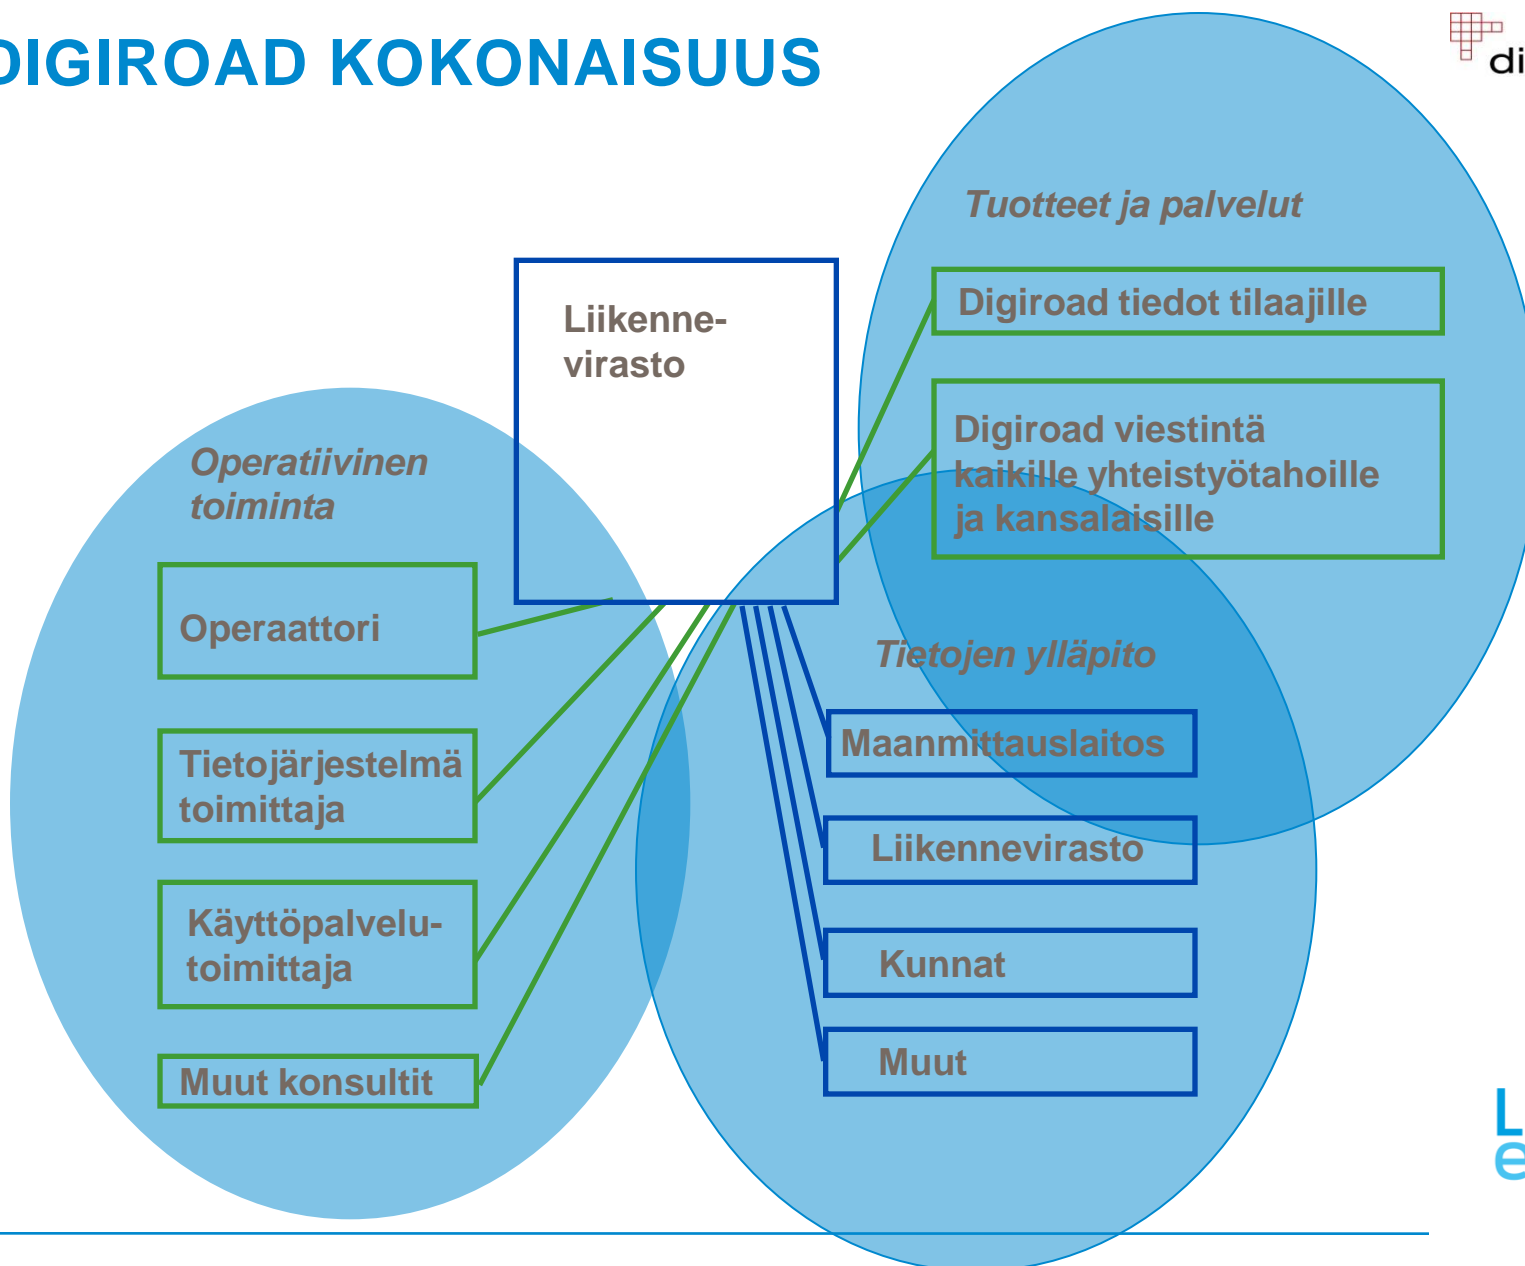 DIGIROAD KOKONAISUUS
di
Tuotteet ja palvelut
Digiroad tiedot tilaajille
Digiroad viestintä
kaikille yhteistyötahoille
ja kansalaisille
Liikenne-
virasto
Operatiivinen
toiminta
Operaattori
Tietojärjestelmä
toimittaja
Käyttöpalvelu-
toimittaja
Muut konsultit
Tietojen ylläpito
Maanmittauslaitos
Liikennevirasto
Kunnat
Muut
L
e